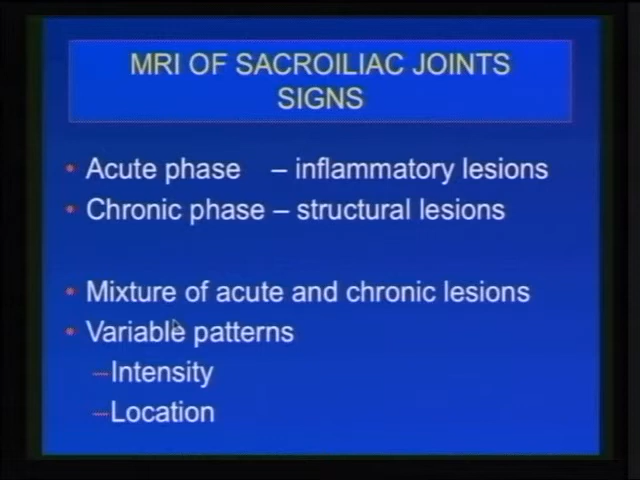 MRI OF SACROILIAC JOINTS
SIGNS
• Acute phase – inflammatory lesions
• Chronic phase – structural lesions
• Mixture of acute and chronic lesions
• Variable patterns
–Intensity
–Location